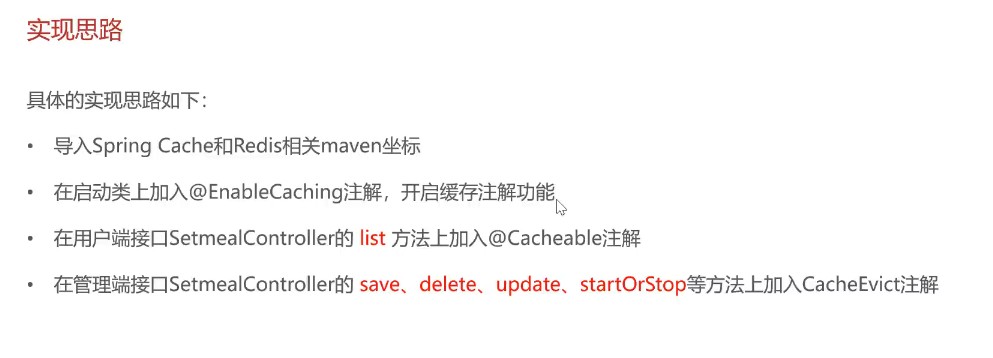 实现思路
具体的实现思路如下：
• 导入Spring Cache和Redis相关maven坐标
• 在启动类上加入@EnableCaching注解，开启缓存注解功能
• 在用户端接口SetmealController的 list 方法上加入@Cacheable注解
• 在管理端接口SetmealController的 save、delete、update、startOrStop等方法上加入CacheEvict注解